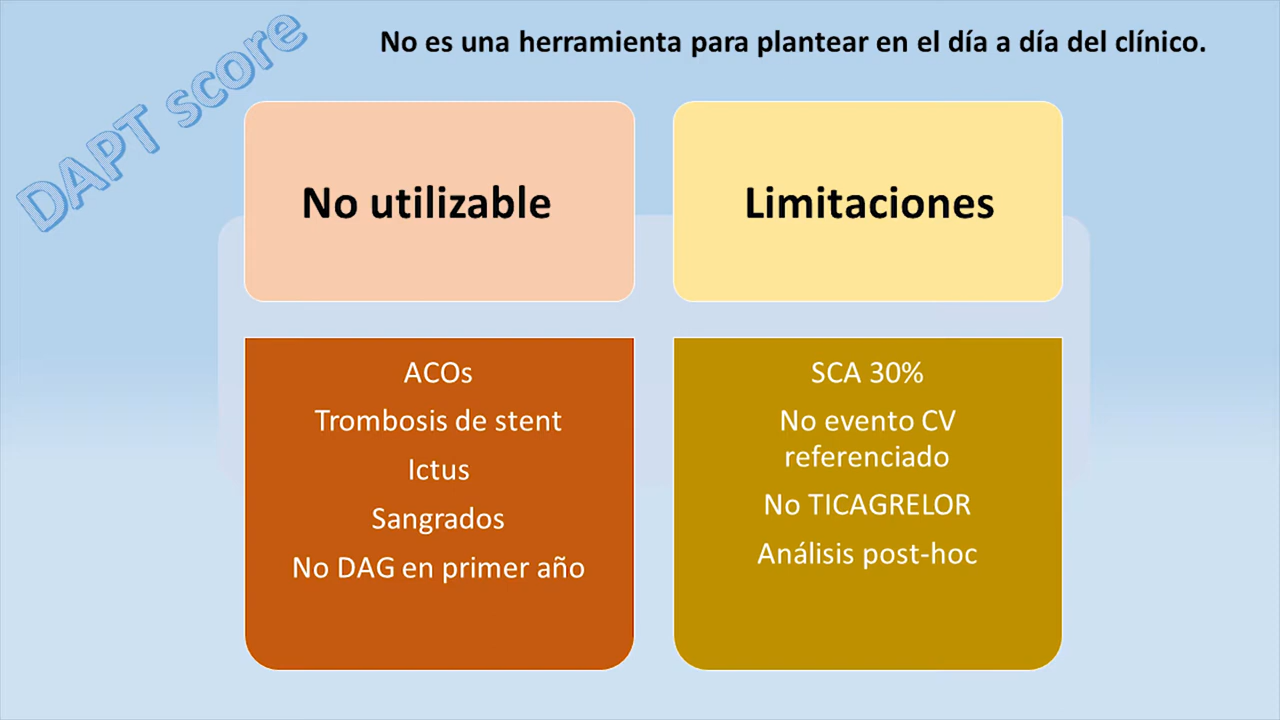 DAPT score
No es una herramienta para plantear en el día a día del clínico.
No utilizable
Limitaciones
ACOs
Trombosis de stent
Ictus
Sangrados
No DAG en primer año
SCA 30%
No evento CV
referenciado
No TICAGRELOR
Análisis post-hoc